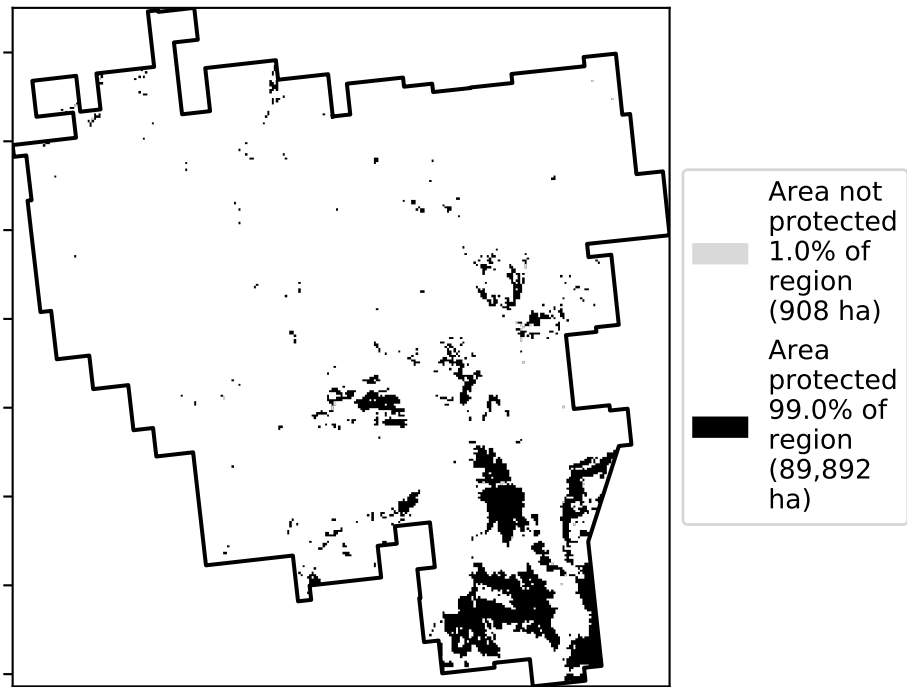 Area not
protected
1.0% of
region
(908 ha)
Area
protected
99.0% of
region
(89,892
ha)